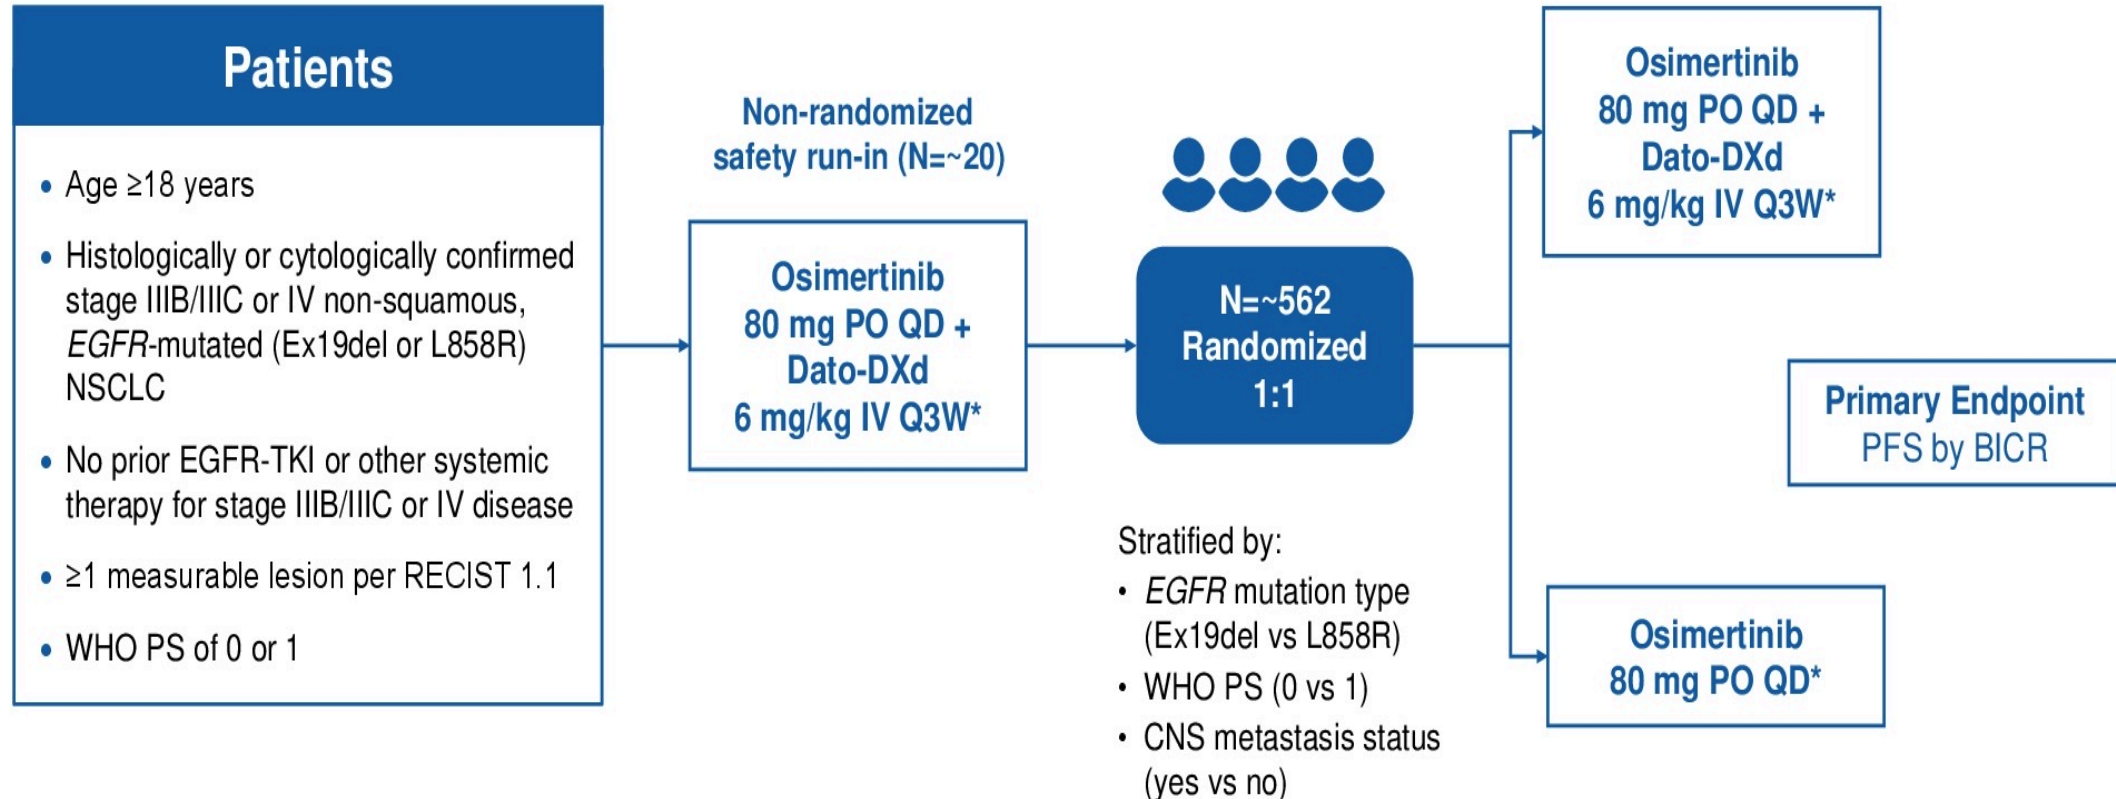 Patients
• Age ≥18 years
• Histologically or cytologically confirmed
stage IIIB/IIIC or IV non-squamous,
EGFR-mutated (Ex19del or L858R)
NSCLC
• No prior EGFR-TKI or other systemic
therapy for stage IIIB/IIIC or IV disease
• ≥1 measurable lesion per RECIST 1.1
• WHO PS of 0 or 1
Non-randomized
safety run-in (N=~20)
Osimertinib
80 mg PO QD +
Dato-DXd
6 mg/kg IV Q3W*
N=~562
Randomized
1:1
Stratified by:
• EGFR mutation type
(Ex19del vs L858R)
• WHO PS (0 vs 1)
• CNS metastasis status
(yes vs no)
Osimertinib
80 mg PO QD +
Dato-DXd
6 mg/kg IV Q3W*
Osimertinib
80 mg PO QD*
Primary Endpoint
PFS by BICR